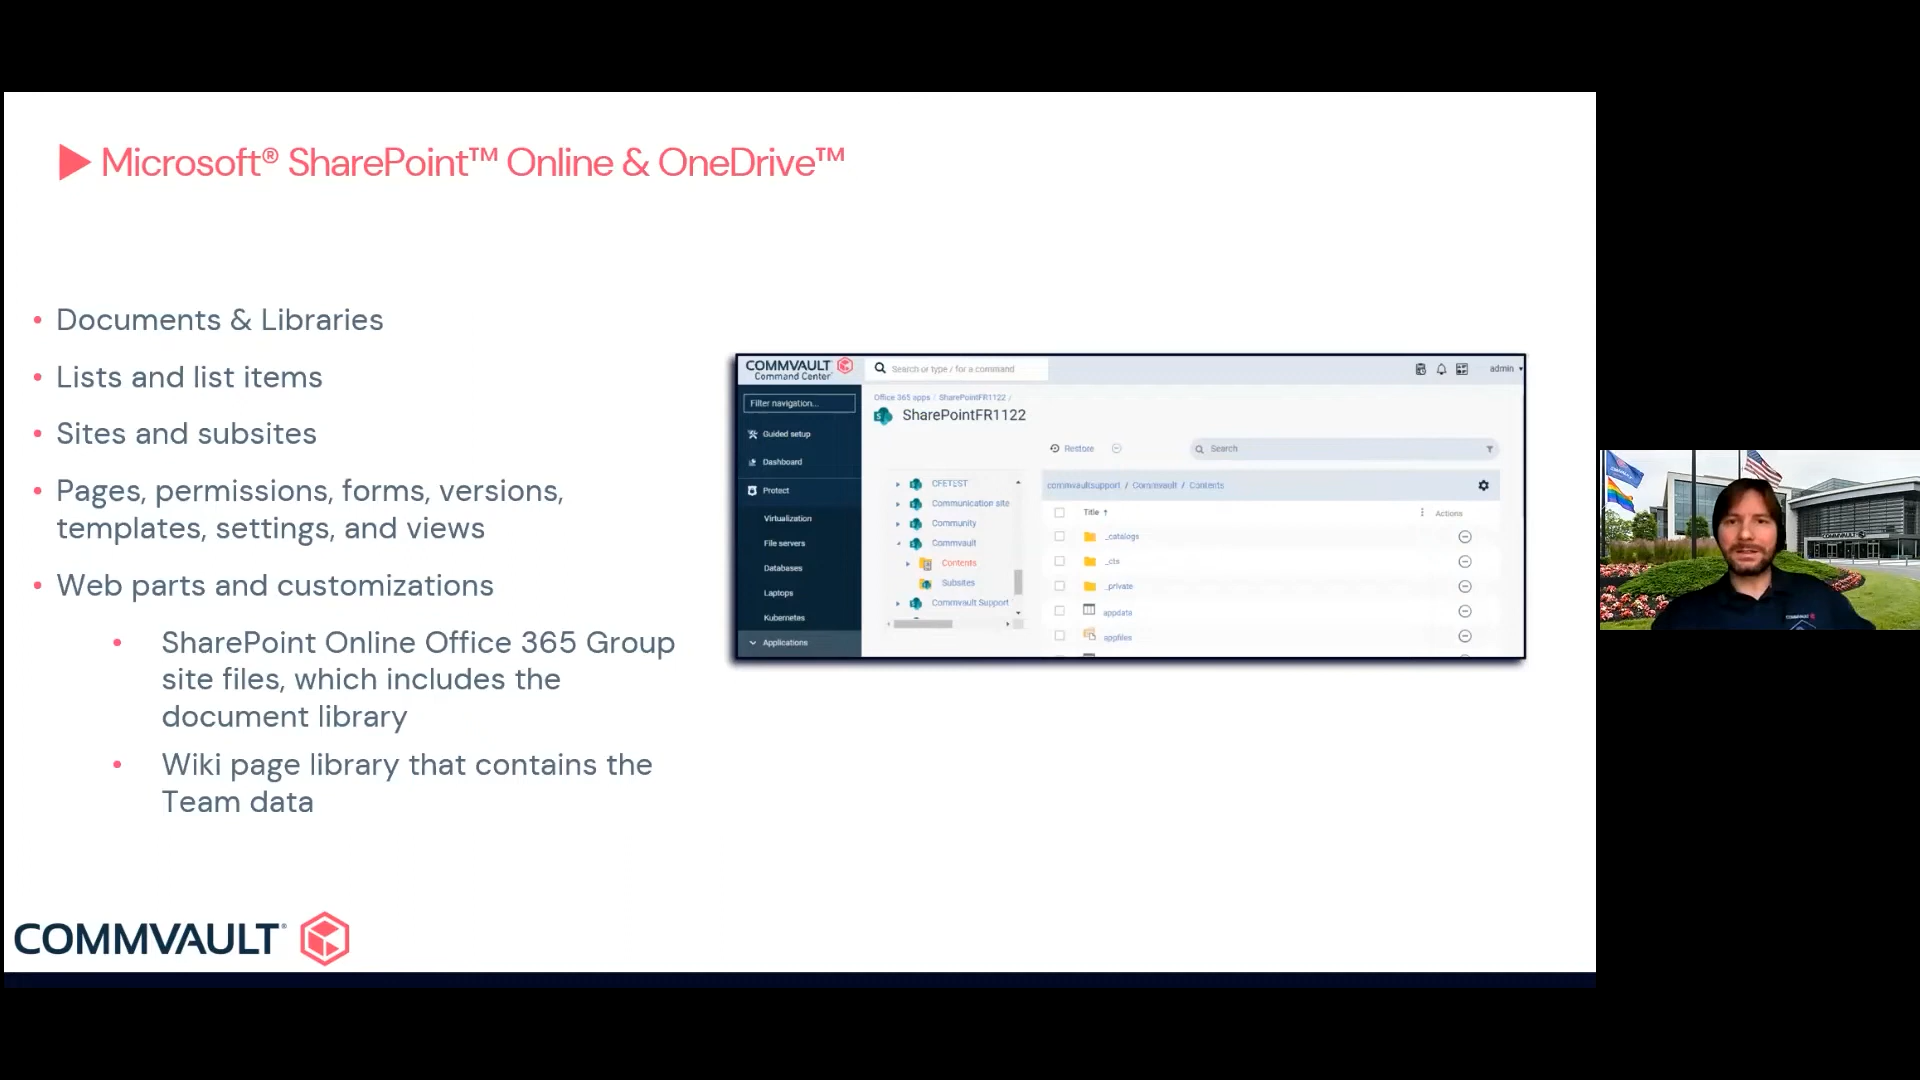 Microsoft® SharePoint™ Online & OneDrive™
• Documents & Libraries
• Lists and list items
• Sites and subsites
• Pages, permissions, forms, versions,
templates, settings, and views
• Web parts and customizations
• SharePoint Online Office 365 Group
site files, which includes the
document library
• Wiki page library that contains the
Team data
COMMVAULT
Command Center
Search or type / for a command
admin
Filter navigation...
Guided setup
Dashboard
Protect
Virtualization
File servers
Databases
Laptops
Kubernetes
Applications
Office 365 apps / SharePointFR1122 /
SharePointFR1122
Restore
Search
CFETEST
Communication site
Community
Commvault
Contents
Subsites
Commvault Support
commvaultsupport / Commvault / Contents
Title ↑
Actions
_catalogs
_cts
_private
appdata
appfiles
COMMVAULT®